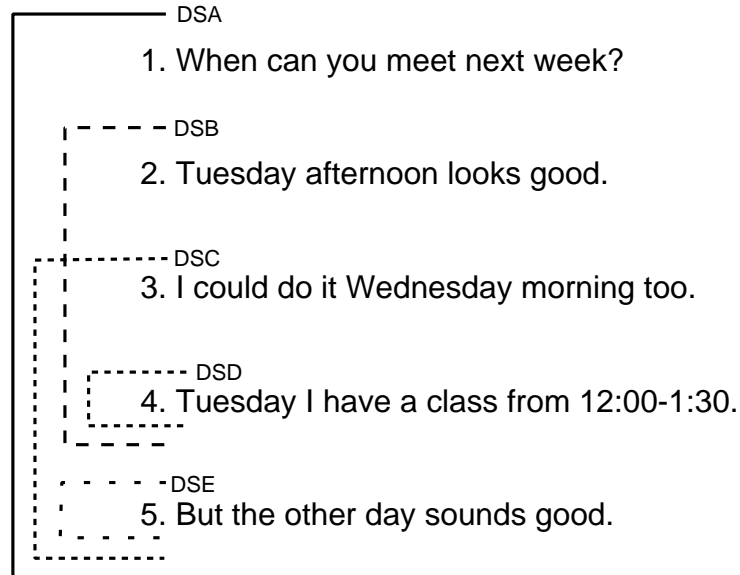 DSA
1. When can you meet next week?
DSB
2. Tuesday afternoon looks good.
DSC
3. I could do it Wednesday morning too.
DSD
4. Tuesday I have a class from 12:00-1:30.
DSE
5. But the other day sounds good.